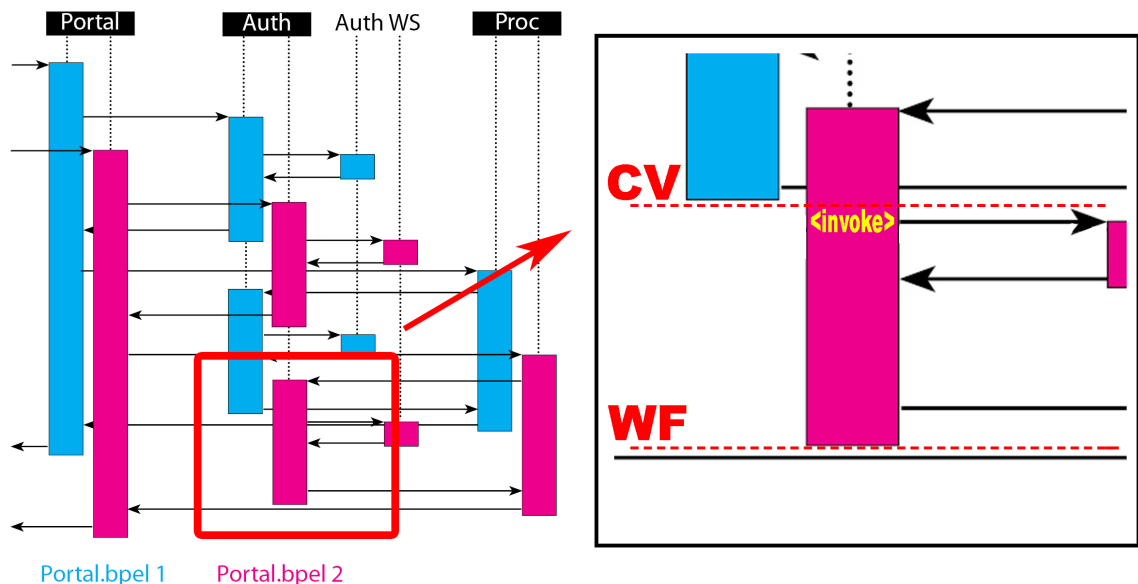 Portal
Auth
Auth WS
Proc
CV
<invoke>
WF
Portal.bpel 1
Portal.bpel 2